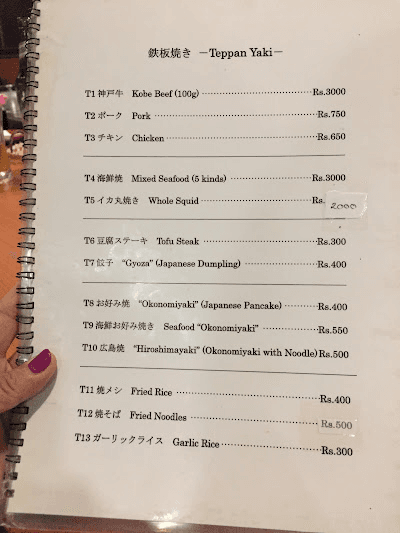 鉄板焼き －Teppan Yaki－
T1 神戸牛 Kobe Beef (100g) ·····························Rs.3000
T2 ポーク Pork ·············································Rs.750
T3 チキン Chicken ·········································Rs.650
T4 海鮮焼 Mixed Seafood (5 kinds) ·····················Rs.3000
T5 イカ丸焼き Whole Squid ·····························Rs. 2000
T6 豆腐ステーキ Tofu Steak ·····························Rs.300
T7 餃子 “Gyoza” (Japanese Dumpling) ·················Rs.400
T8 お好み焼 “Okonomiyaki” (Japanese Pancake) ··········Rs.400
T9 海鮮お好み焼き Seafood “Okonomiyaki” ···············Rs.550
T10 広島焼 “Hiroshimayaki” (Okonomiyaki with Noodle) Rs.500
T11 焼メシ Fried Rice ·····································Rs.400
T12 焼そば Fried Noodles ·································Rs.500
T13 ガーリックライス Garlic Rice ·························Rs.300